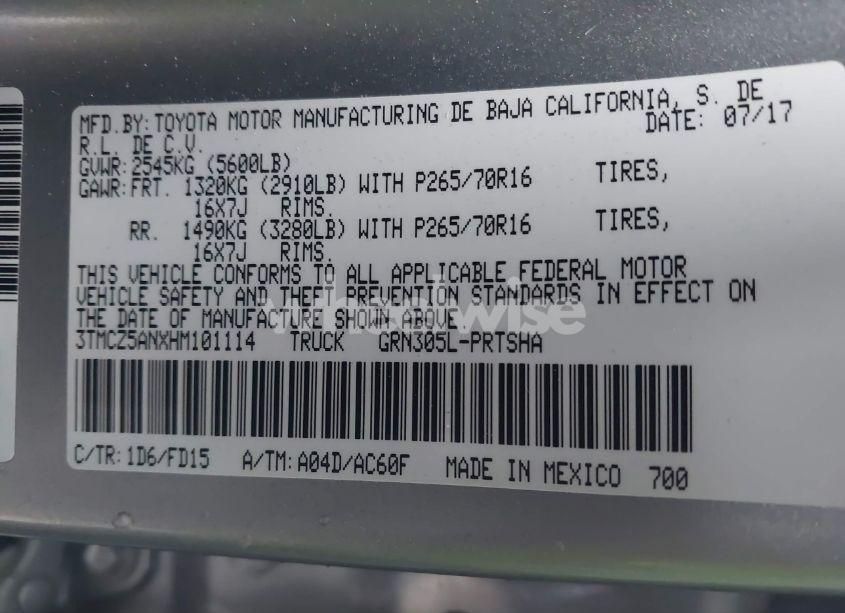 MFD.BY: TOYOTA MOTOR MANUFACTURING DE BAJA CALIFORNIA, S. DE
R.L. DE C.V. DATE: 07/17
GVWR: 2545KG (5600LB)
GAWR: FRT. 1320KG (2910LB) WITH P265/70R16 TIRES,
16X7J RIMS.
RR. 1490KG (3280LB) WITH P265/70R16 TIRES,
16X7J RIMS.
THIS VEHICLE CONFORMS TO ALL APPLICABLE FEDERAL MOTOR
VEHICLE SAFETY AND THEFT PREVENTION STANDARDS IN EFFECT ON
THE DATE OF MANUFACTURE SHOWN ABOVE.
3TMCZ5ANXHM101114 TRUCK GRN305L-PRTSHA
C/TR: 1D6/FD15 A/TM: A04D/AC60F MADE IN MEXICO 700